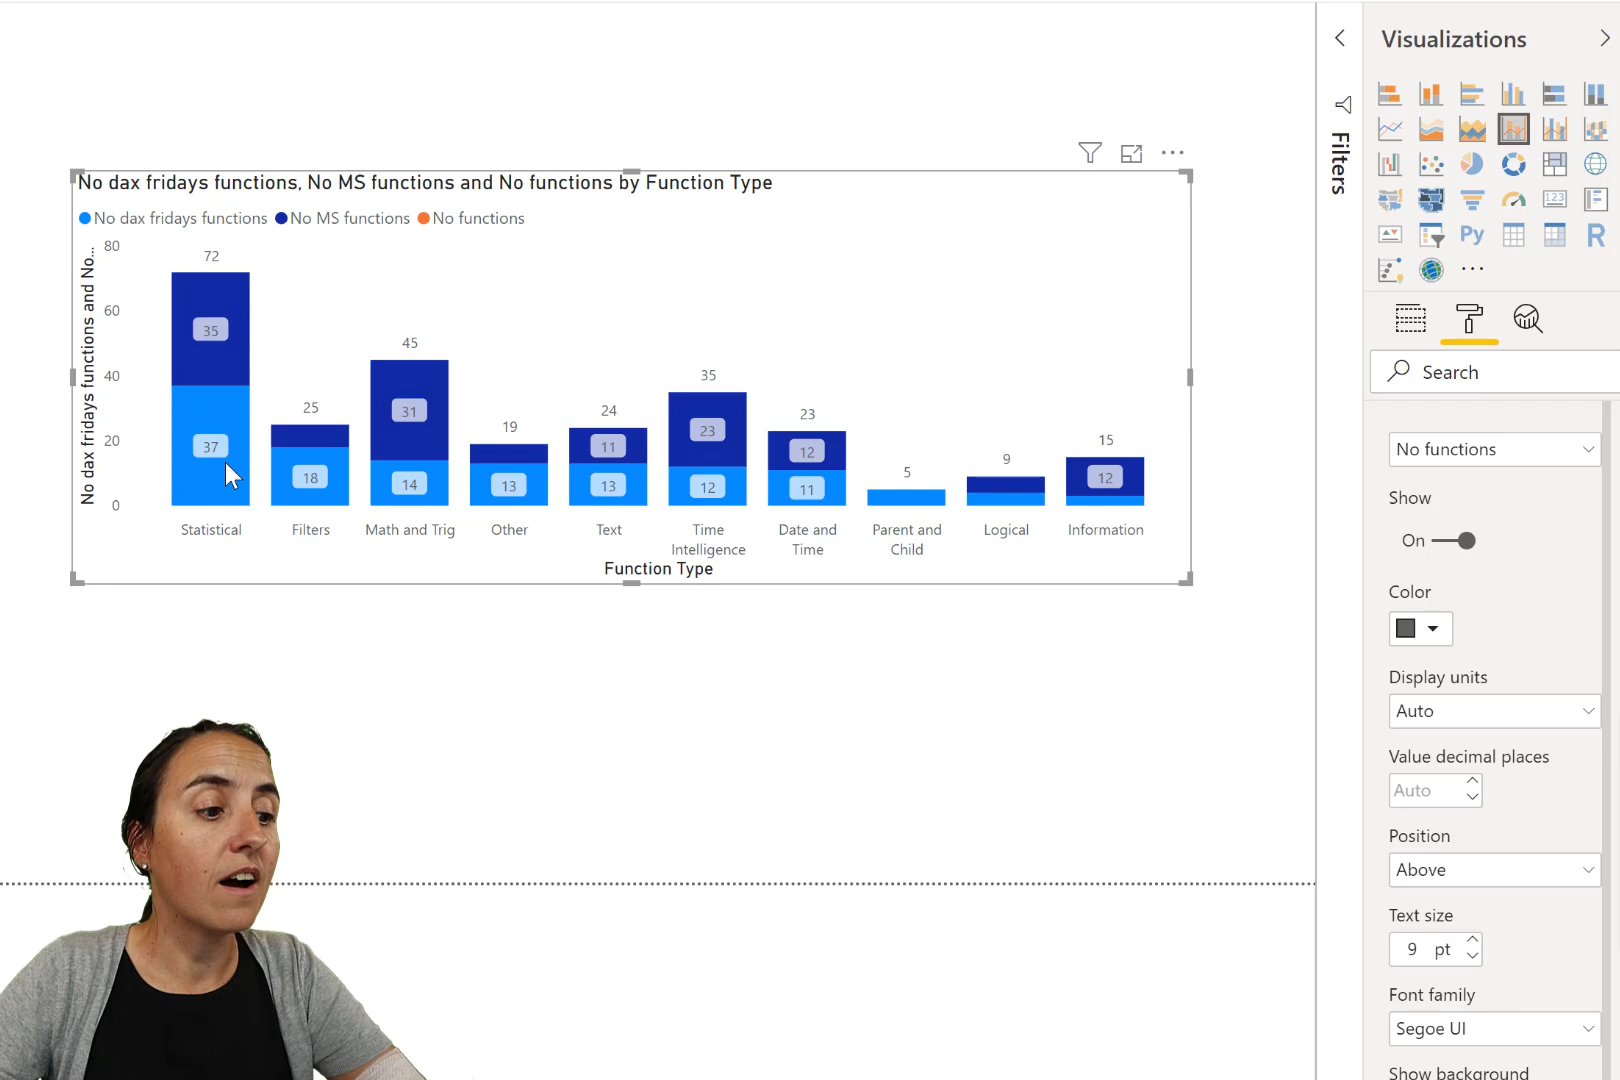 Visualizations
Filters
No dax fridays functions, No MS functions and No functions by Function Type
No dax fridays functions No MS functions No functions
No dax fridays functions and No...
80
60
40
20
0
72
35
37
25
18
45
31
14
19
13
24
11
13
35
23
12
23
12
11
5
9
15
12
Statistical
Filters
Math and Trig
Other
Text
Time
Intelligence
Date and
Time
Parent and
Child
Logical
Information
Function Type
123
Py
R
Search
No functions
Show
On
Color
Display units
Auto
Value decimal places
Auto
Position
Above
Text size
9 pt
Font family
Segoe UI
Show background